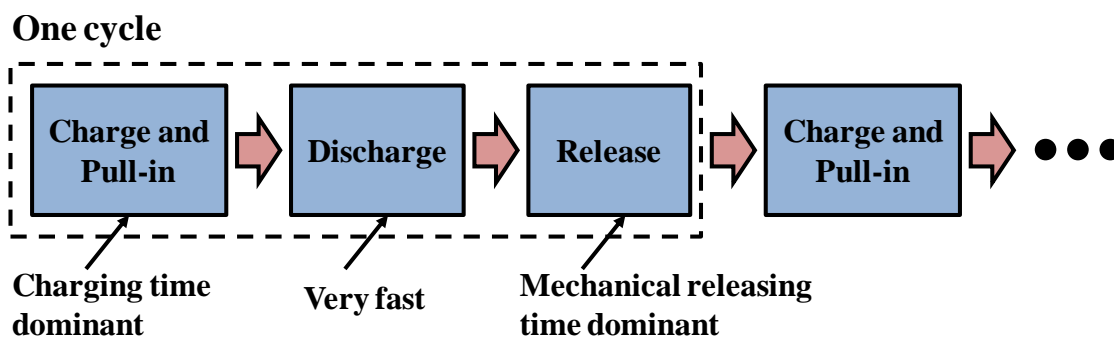 One cycle
Charge and
Pull-in
Discharge
Release
Charge and
Pull-in
Charging time
dominant
Very fast
Mechanical releasing
time dominant